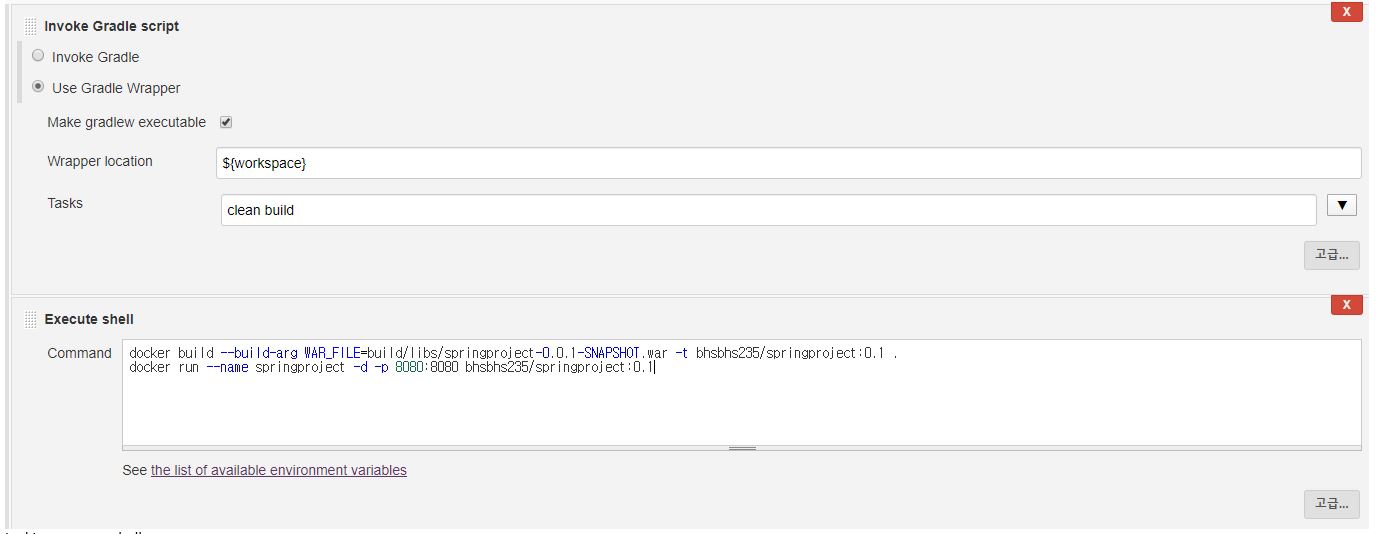 X
Invoke Gradle script
Invoke Gradle
Use Gradle Wrapper
Make gradlew executable
Wrapper location ${workspace}
Tasks clean build ▼
고급...
X
Execute shell
Command docker build --build-arg WAR_FILE=build/libs/springproject-0.0.1-SNAPSHOT.war -t bhsbhs235/springproject:0.1 .
docker run --name springproject -d -p 8080:8080 bhsbhs235/springproject:0.1
See the list of available environment variables
고급...